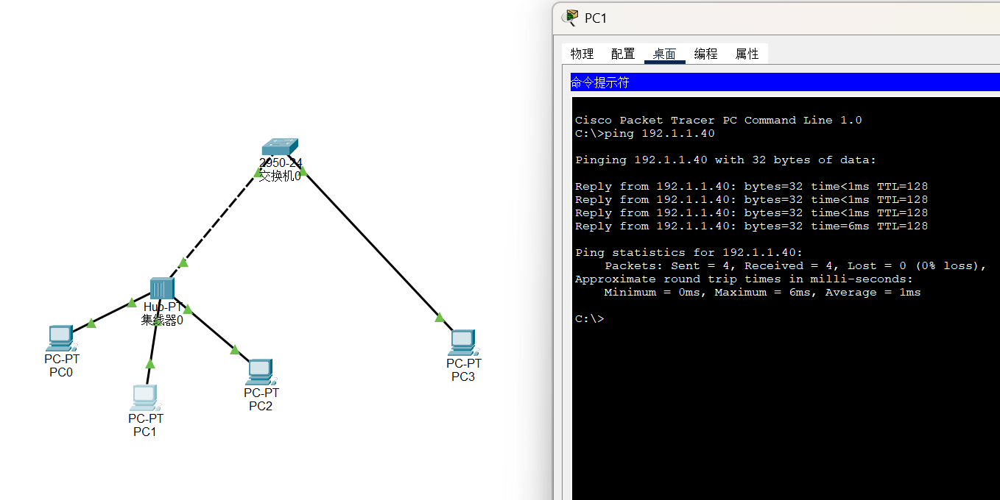 2950-24
交换机0
Hub-PT
集线器0
PC-PT
PC0
PC-PT
PC1
PC-PT
PC2
PC-PT
PC3
PC1
物理 配置 桌面 编程 属性
命令提示符
Cisco Packet Tracer PC Command Line 1.0
C:\>ping 192.1.1.40
Pinging 192.1.1.40 with 32 bytes of data:
Reply from 192.1.1.40: bytes=32 time<1ms TTL=128
Reply from 192.1.1.40: bytes=32 time<1ms TTL=128
Reply from 192.1.1.40: bytes=32 time<1ms TTL=128
Reply from 192.1.1.40: bytes=32 time=6ms TTL=128
Ping statistics for 192.1.1.40:
Packets: Sent = 4, Received = 4, Lost = 0 (0% loss),
Approximate round trip times in milli-seconds:
Minimum = 0ms, Maximum = 6ms, Average = 1ms
C:\>